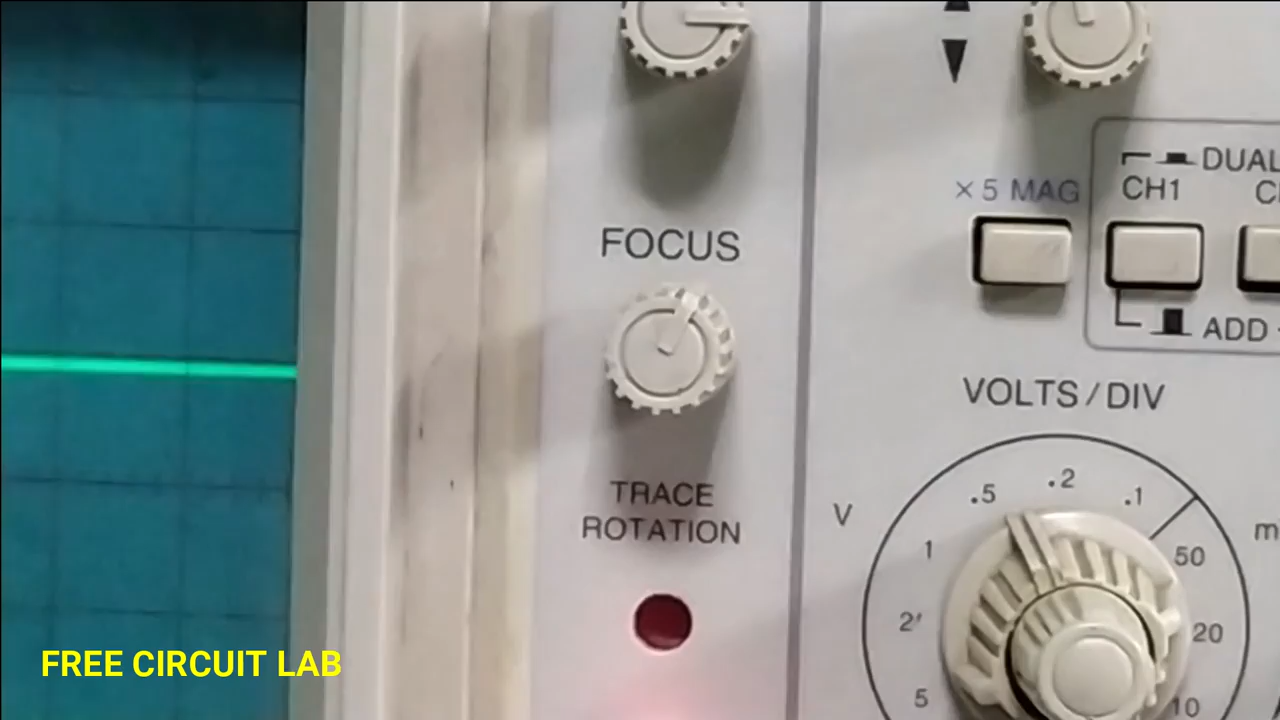 DUAL
× 5 MAG
CH1
FOCUS
ADD
VOLTS / DIV
TRACE
ROTATION
V
.5
.2
.1
1
50
2
20
5
10
FREE CIRCUIT LAB